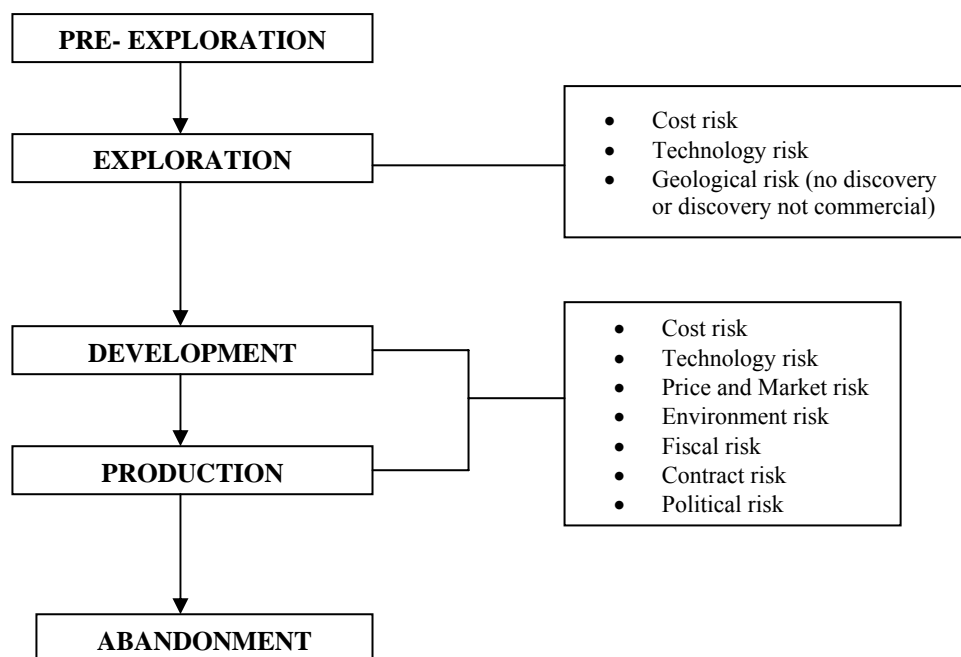 PRE- EXPLORATION
EXPLORATION
• Cost risk
• Technology risk
• Geological risk (no discovery
or discovery not commercial)
DEVELOPMENT
PRODUCTION
• Cost risk
• Technology risk
• Price and Market risk
• Environment risk
• Fiscal risk
• Contract risk
• Political risk
ABANDONMENT